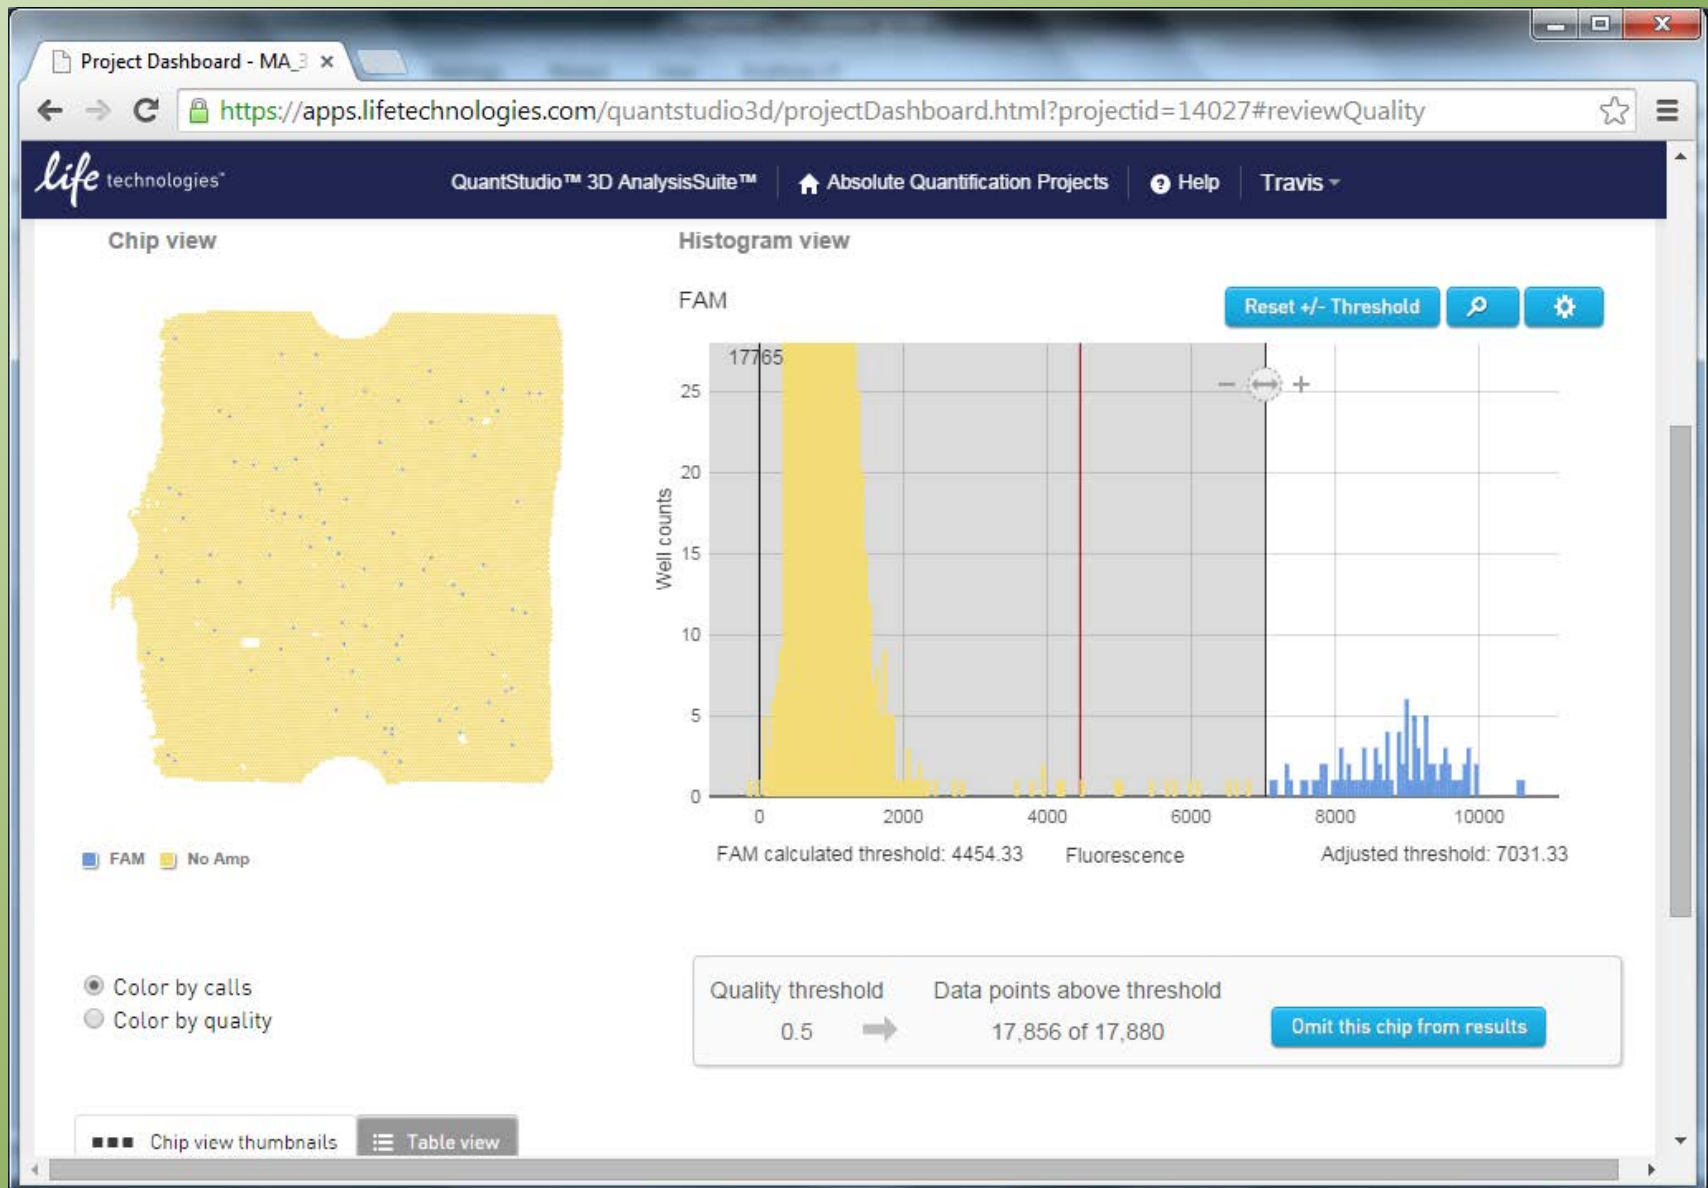 Project Dashboard - MA_3
https://apps.lifetechnologies.com/quantstudio3d/projectDashboard.html?projectid=14027#reviewQuality
life technologies™
QuantStudio™ 3D AnalysisSuite™
Absolute Quantification Projects
? Help
Travis
Chip view
Histogram view
FAM
Reset +/- Threshold
17765
25
20
15
10
5
0
Well counts
0 2000 4000 6000 8000 10000
FAM calculated threshold: 4454.33
Fluorescence
Adjusted threshold: 7031.33
FAM No Amp
Color by calls
Color by quality
Quality threshold Data points above threshold
0.5 17,856 of 17,880
Omit this chip from results
Chip view thumbnails
Table view